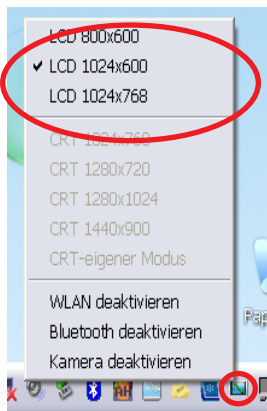 LCD 800x600
LCD 1024x600
LCD 1024x768
CRT 1024x768
CRT 1280x720
CRT 1280x1024
CRT 1440x900
CRT-eigener Modus
WLAN deaktivieren
Bluetooth deaktivieren
Kamera deaktivieren
Pap